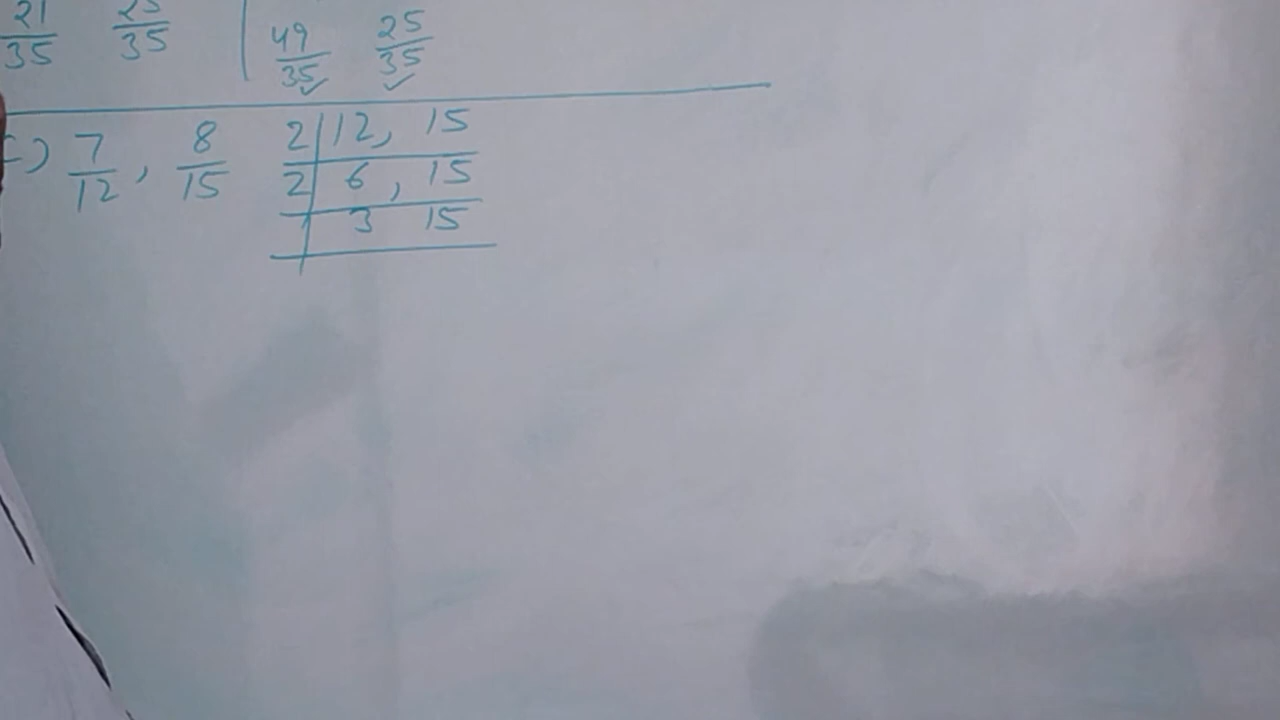 21/35 25/35 | 49/35 ✓ 25/35 ✓
) 7/12 , 8/15 2 | 12, 15
2 | 6 , 15
3 15